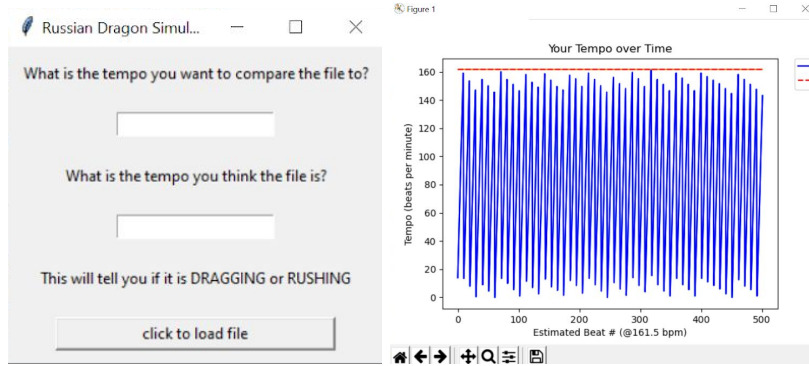 Russian Dragon Simul...
What is the tempo you want to compare the file to?
What is the tempo you think the file is?
This will tell you if it is DRAGGING or RUSHING
click to load file
Figure 1
Your Tempo over Time
Tempo (beats per minute)
160
140
120
100
80
60
40
20
0
0 100 200 300 400 500
Estimated Beat # (@161.5 bpm)